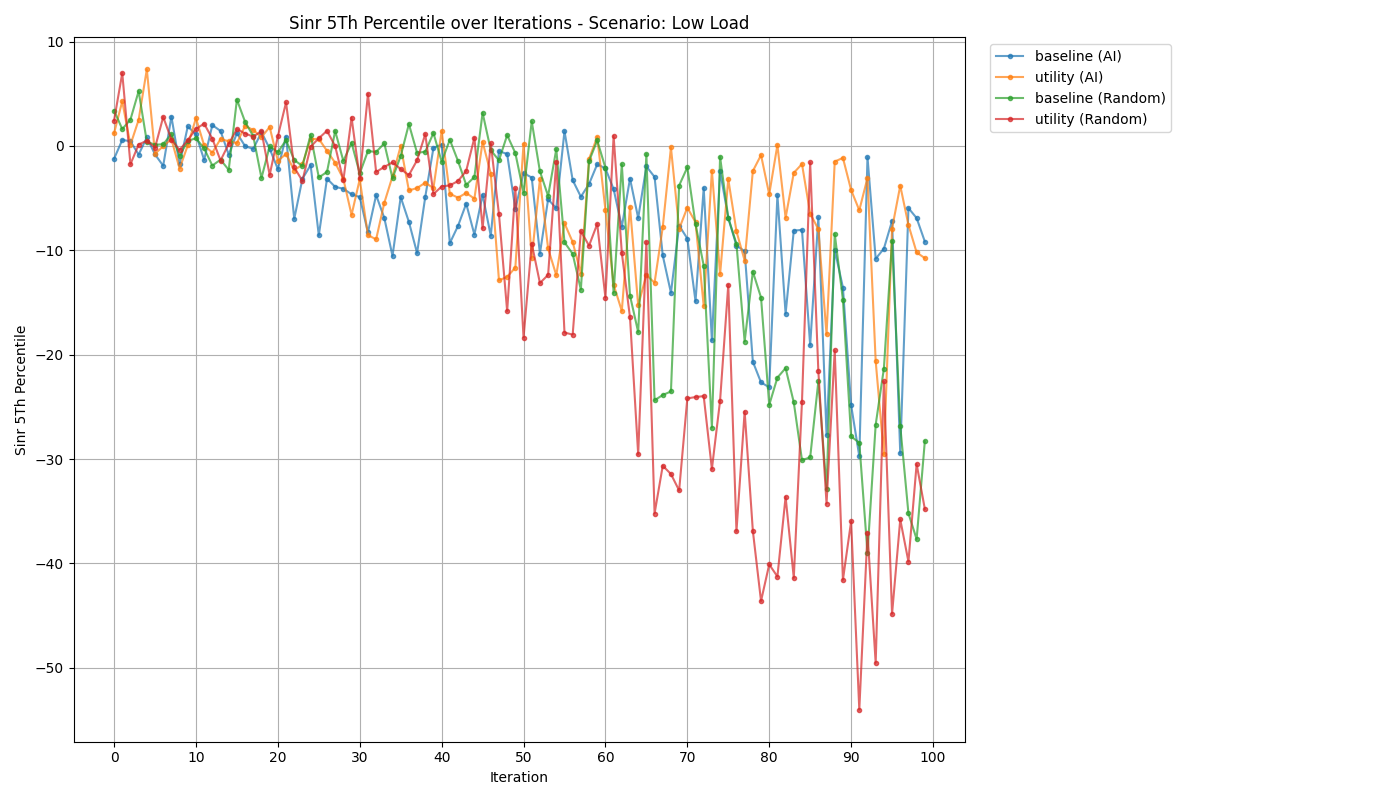 Sinr 5Th Percentile over Iterations - Scenario: Low Load
baseline (AI)
utility (AI)
baseline (Random)
utility (Random)
Sinr 5Th Percentile
10
0
−10
−20
−30
−40
−50
0 10 20 30 40 50 60 70 80 90 100
Iteration